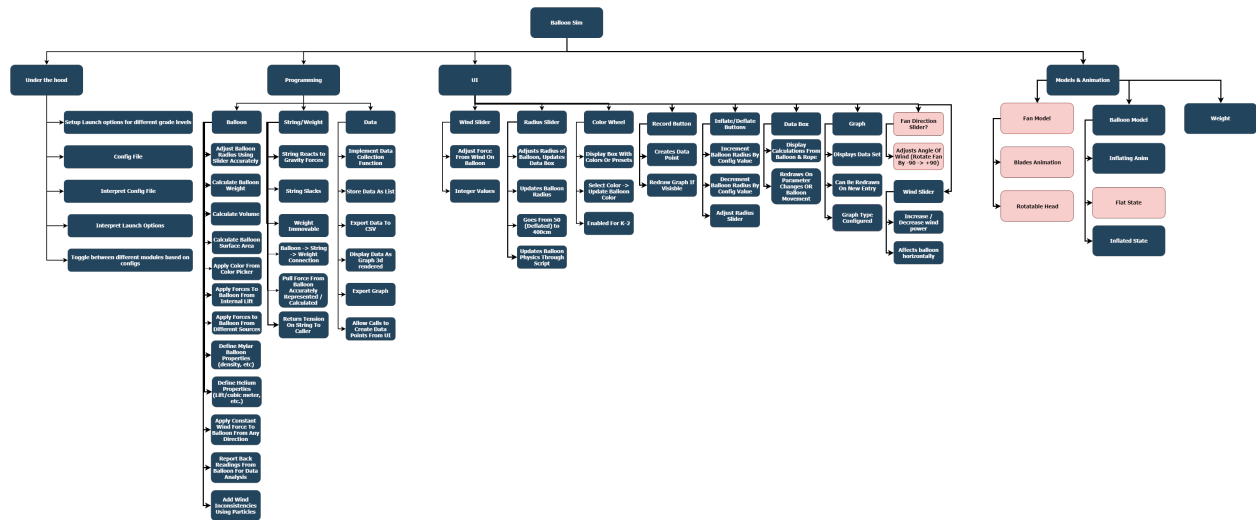 Balloon Sim
Under the hood
Programming
UI
Models & Animation
Setup Launch options for different grade levels
Config File
Interpret Config File
Interpret Launch Options
Toggle between different modules based on
configs
Balloon
Adjust Balloon
Radius Using
Slider Accurately
Calculate Balloon
Weight
Calculate Volume
Calculate Balloon
Surface Area
Apply Color From
Color Picker
Apply Forces To
Balloon From
Internal Lift
Apply Forces to
Balloon From
Different Sources
Define Mylar
Balloon
Properties
(density, etc)
Define Helium
Properties
(Lift/cubic meter,
etc.)
Apply Constant
Wind Force To
Balloon From Any
Direction
Report Back
Readings From
Balloon For Data
Analysis
Add Wind
Inconsistencies
Using Particles
String/Weight
String Reacts to
Gravity Forces
String Slacks
Weight
Immovable
Balloon -> String
-> Weight
Connection
Pull Force From
Balloon
Accurately
Represented /
Calculated
Return Tension
On String To
Caller
Data
Implement Data
Collection
Function
Store Data As List
Export Data To
CSV
Display Data As
Graph 3d
rendered
Export Graph
Allow Calls to
Create Data
Points From UI
Wind Slider
Adjust Force
From Wind On
Balloon
Integer Values
Radius Slider
Adjusts Radius of
Balloon, Updates
Data Box
Updates Balloon
Radius
Goes From 50
(Deflated) to
400cm
Updates Balloon
Physics Through
Script
Color Wheel
Display Box With
Colors Or Presets
Select Color ->
Update Balloon
Color
Enabled For K-2
Record Button
Creates Data
Point
Redraw Graph if
Visisble
Inflate/Deflate
Buttons
Increment
Balloon Radius By
Config Value
Decrement
Balloon Radius By
Config Value
Adjust Radius
Slider
Data Box
Display
Calculations From
Balloon & Rope
Redraws On
Parameter
Changes OR
Balloon
Movement
Graph
Displays Data Set
Can Be Redrawn
On New Entry
Graph Type
Configured
Fan Direction
Slider?
Adjusts Angle Of
Wind (Rotate Fan
By -90 -> +90)
Wind Slider
Increase /
Decrease wind
power
Affects balloon
horizontally
Fan Model
Blades Animation
Rotatable Head
Balloon Model
Inflating Anim
Flat State
Inflated State
Weight